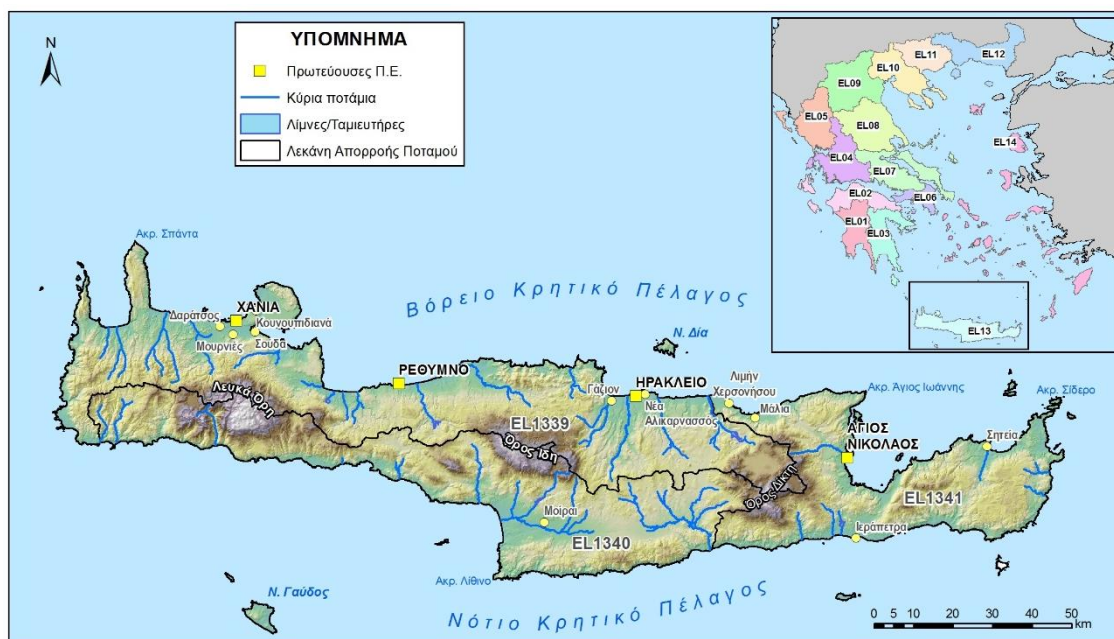 N
ΥΠΟΜΝΗΜΑ
Πρωτεύουσες Π.Ε.
Κύρια ποτάμια
Λίμνες/Ταμιευτήρες
Λεκάνη Απορροής Ποταμού
EL12
EL11
EL10
EL09
EL05
EL08
EL14
EL04
EL07
EL02
EL06
EL01
EL03
EL13
Ακρ. Σπάντα
Βόρειο Κρητικό Πέλαγος
ΧΑΝΙΑ
Δαράτσος
Κουνουπιδιανά
Μουρνιές
Σούδα
Ν. Δία
ΡΕΘΥΜΝΟ
Λευκά Όρη
Γάζιον
ΗΡΑΚΛΕΙΟ
Νέα
Αλικαρνασσός
Λιμήν
Χερσονήσου
Μάλια
Ακρ. Άγιος Ιωάννης
Ακρ. Σίδερο
EL1339
Όρος Ίδη
ΑΓΙΟΣ
ΝΙΚΟΛΑΟΣ
Σητεία
Όρος Δίκτη
EL1341
Μοίραι
EL1340
Ιεράπετρα
Ακρ. Λίθινο
Ν. Γαύδος
Νότιο Κρητικό Πέλαγος
0 5 10 20 30 40 50
km